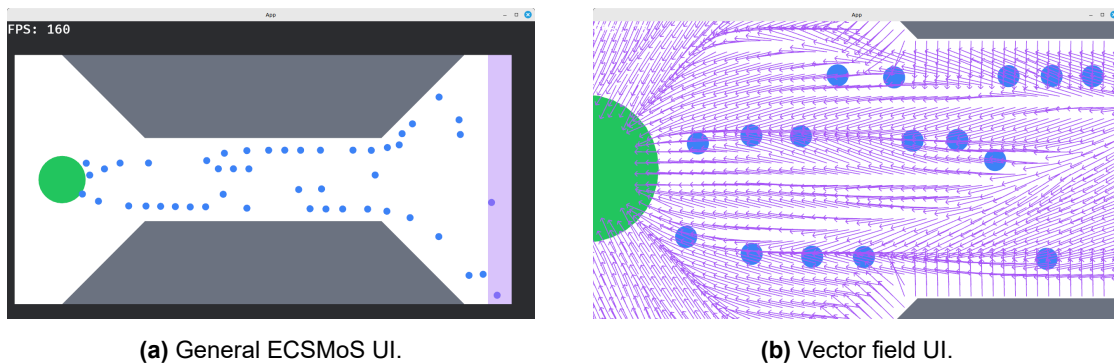 App
App
FPS: 160
(a) General ECSMoS UI.
(b) Vector field UI.